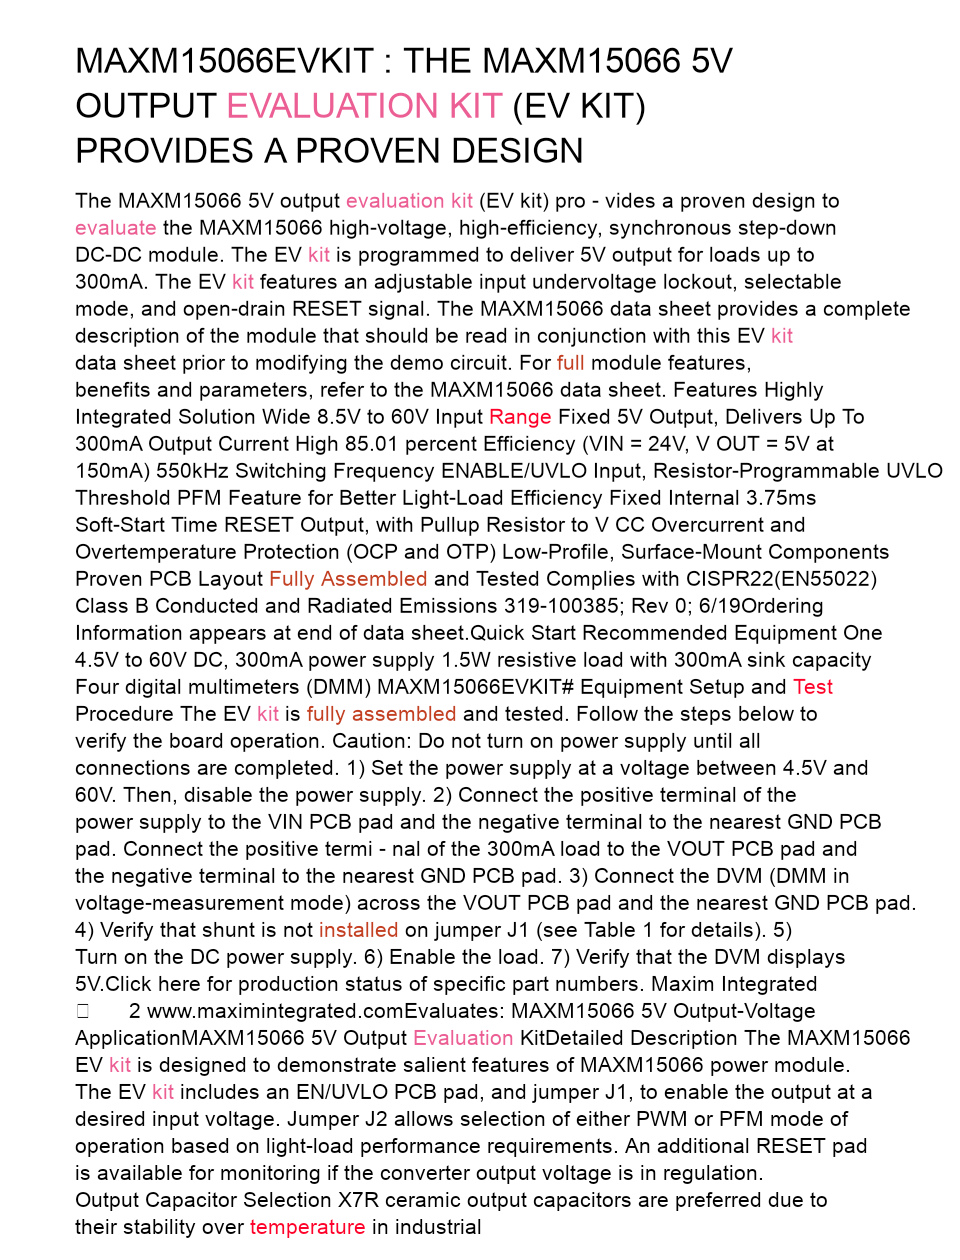 MAXM15066EVKIT : THE MAXM15066 5V
OUTPUT EVALUATION KIT (EV KIT)
PROVIDES A PROVEN DESIGN
The MAXM15066 5V output evaluation kit (EV kit) pro - vides a proven design to
evaluate the MAXM15066 high-voltage, high-efficiency, synchronous step-down
DC-DC module. The EV kit is programmed to deliver 5V output for loads up to
300mA. The EV kit features an adjustable input undervoltage lockout, selectable
mode, and open-drain RESET signal. The MAXM15066 data sheet provides a complete
description of the module that should be read in conjunction with this EV kit
data sheet prior to modifying the demo circuit. For full module features,
benefits and parameters, refer to the MAXM15066 data sheet. Features Highly
Integrated Solution Wide 8.5V to 60V Input Range Fixed 5V Output, Delivers Up To
300mA Output Current High 85.01 percent Efficiency (VIN = 24V, V OUT = 5V at
150mA) 550kHz Switching Frequency ENABLE/UVLO Input, Resistor-Programmable UVLO
Threshold PFM Feature for Better Light-Load Efficiency Fixed Internal 3.75ms
Soft-Start Time RESET Output, with Pullup Resistor to V CC Overcurrent and
Overtemperature Protection (OCP and OTP) Low-Profile, Surface-Mount Components
Proven PCB Layout Fully Assembled and Tested Complies with CISPR22(EN55022)
Class B Conducted and Radiated Emissions 319-100385; Rev 0; 6/19Ordering
Information appears at end of data sheet.Quick Start Recommended Equipment One
4.5V to 60V DC, 300mA power supply 1.5W resistive load with 300mA sink capacity
Four digital multimeters (DMM) MAXM15066EVKIT# Equipment Setup and Test
Procedure The EV kit is fully assembled and tested. Follow the steps below to
verify the board operation. Caution: Do not turn on power supply until all
connections are completed. 1) Set the power supply at a voltage between 4.5V and
60V. Then, disable the power supply. 2) Connect the positive terminal of the
power supply to the VIN PCB pad and the negative terminal to the nearest GND PCB
pad. Connect the positive termi - nal of the 300mA load to the VOUT PCB pad and
the negative terminal to the nearest GND PCB pad. 3) Connect the DVM (DMM in
voltage-measurement mode) across the VOUT PCB pad and the nearest GND PCB pad.
4) Verify that shunt is not installed on jumper J1 (see Table 1 for details). 5)
Turn on the DC power supply. 6) Enable the load. 7) Verify that the DVM displays
5V.Click here for production status of specific part numbers. Maxim Integrated
2 www.maximintegrated.comEvaluates: MAXM15066 5V Output-Voltage
ApplicationMAXM15066 5V Output Evaluation KitDetailed Description The MAXM15066
EV kit is designed to demonstrate salient features of MAXM15066 power module.
The EV kit includes an EN/UVLO PCB pad, and jumper J1, to enable the output at a
desired input voltage. Jumper J2 allows selection of either PWM or PFM mode of
operation based on light-load performance requirements. An additional RESET pad
is available for monitoring if the converter output voltage is in regulation.
Output Capacitor Selection X7R ceramic output capacitors are preferred due to
their stability over temperature in industrial